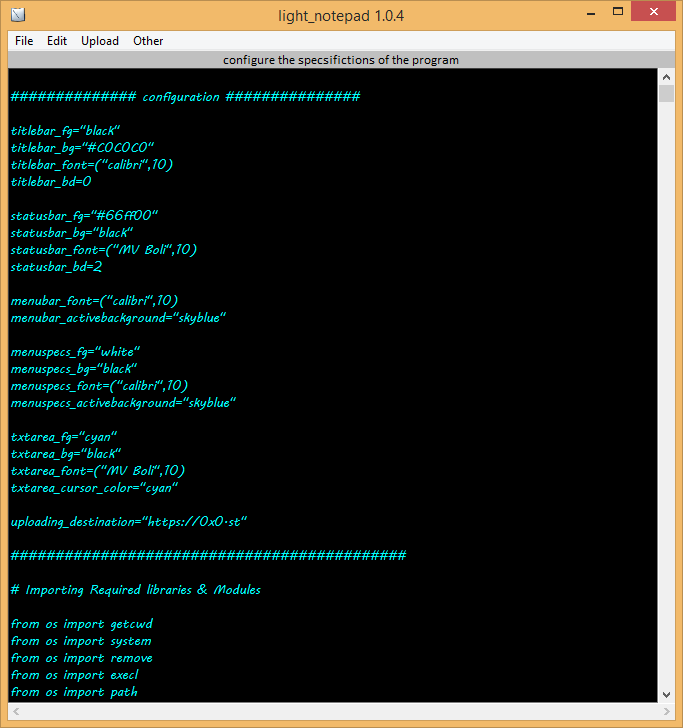 light_notepad 1.0.4
File Edit Upload Other
configure the specsifictions of the program
############## configuration ###############
titlebar_fg="black"
titlebar_bg="#C0C0C0"
titlebar_font=("calibri",10)
titlebar_bd=0
statusbar_fg="#66ff00"
statusbar_bg="black"
statusbar_font=("MV Boli",10)
statusbar_bd=2
menubar_font=("calibri",10)
menubar_activebackground="skyblue"
menuspecs_fg="white"
menuspecs_bg="black"
menuspecs_font=("calibri",10)
menuspecs_activebackground="skyblue"
txtarea_fg="cyan"
txtarea_bg="black"
txtarea_font=("MV Boli",10)
txtarea_cursor_color="cyan"
uploading_destination="https://0x0.st"
############################################
# Importing Required libraries & Modules
from os import getcwd
from os import system
from os import remove
from os import execl
from os import path